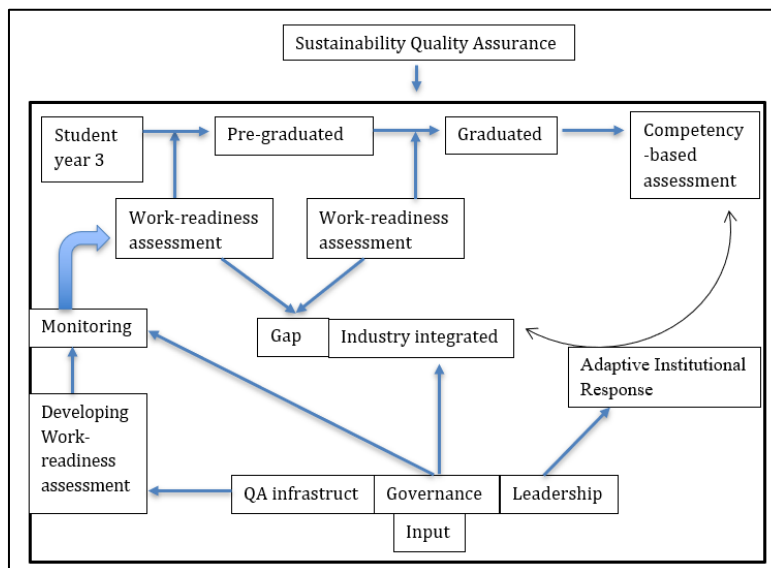 Sustainability Quality Assurance
Student
year 3
Pre-graduated
Graduated
Competency
-based
assessment
Work-readiness
assessment
Work-readiness
assessment
Monitoring
Gap
Industry integrated
Adaptive Institutional
Response
Developing
Work-
readiness
assessment
QA infrastruct
Governance
Leadership
Input